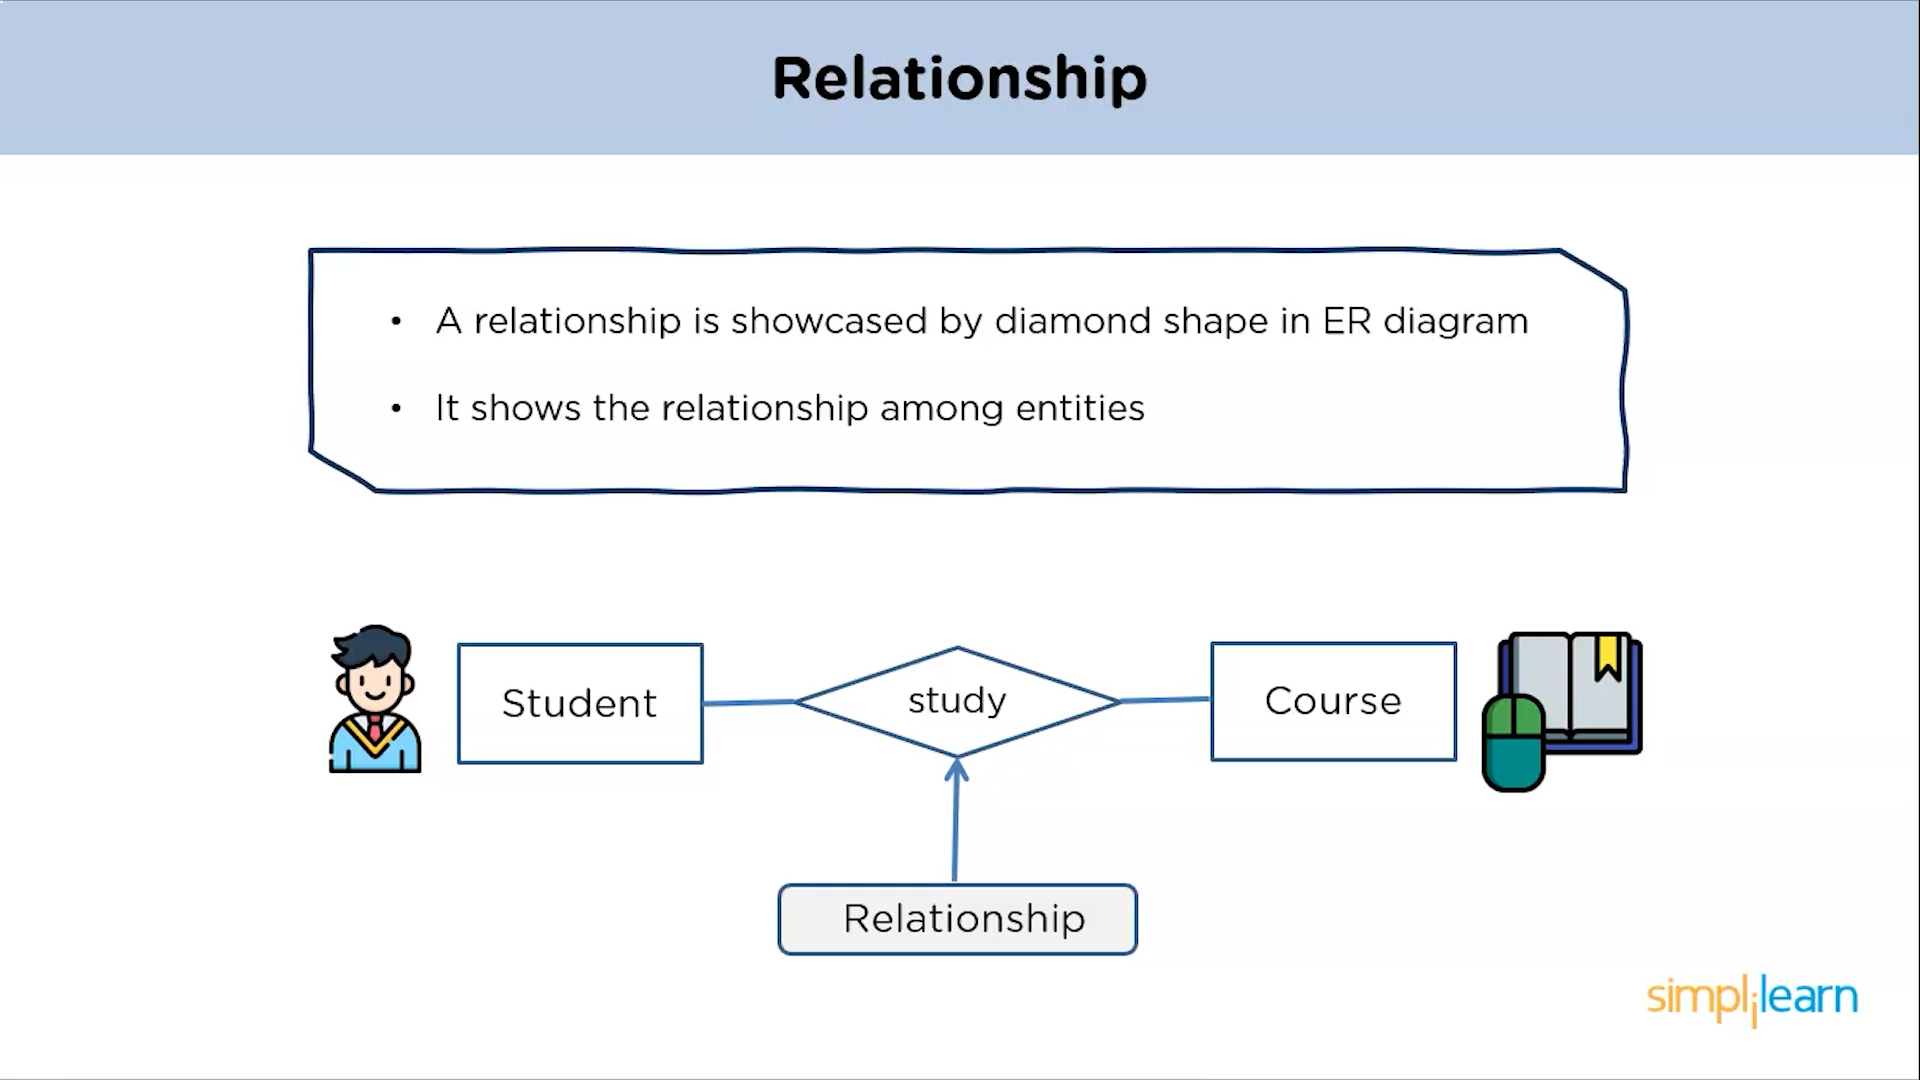 Relationship
• A relationship is showcased by diamond shape in ER diagram
• It shows the relationship among entities
Student
study
Course
Relationship
simplilearn